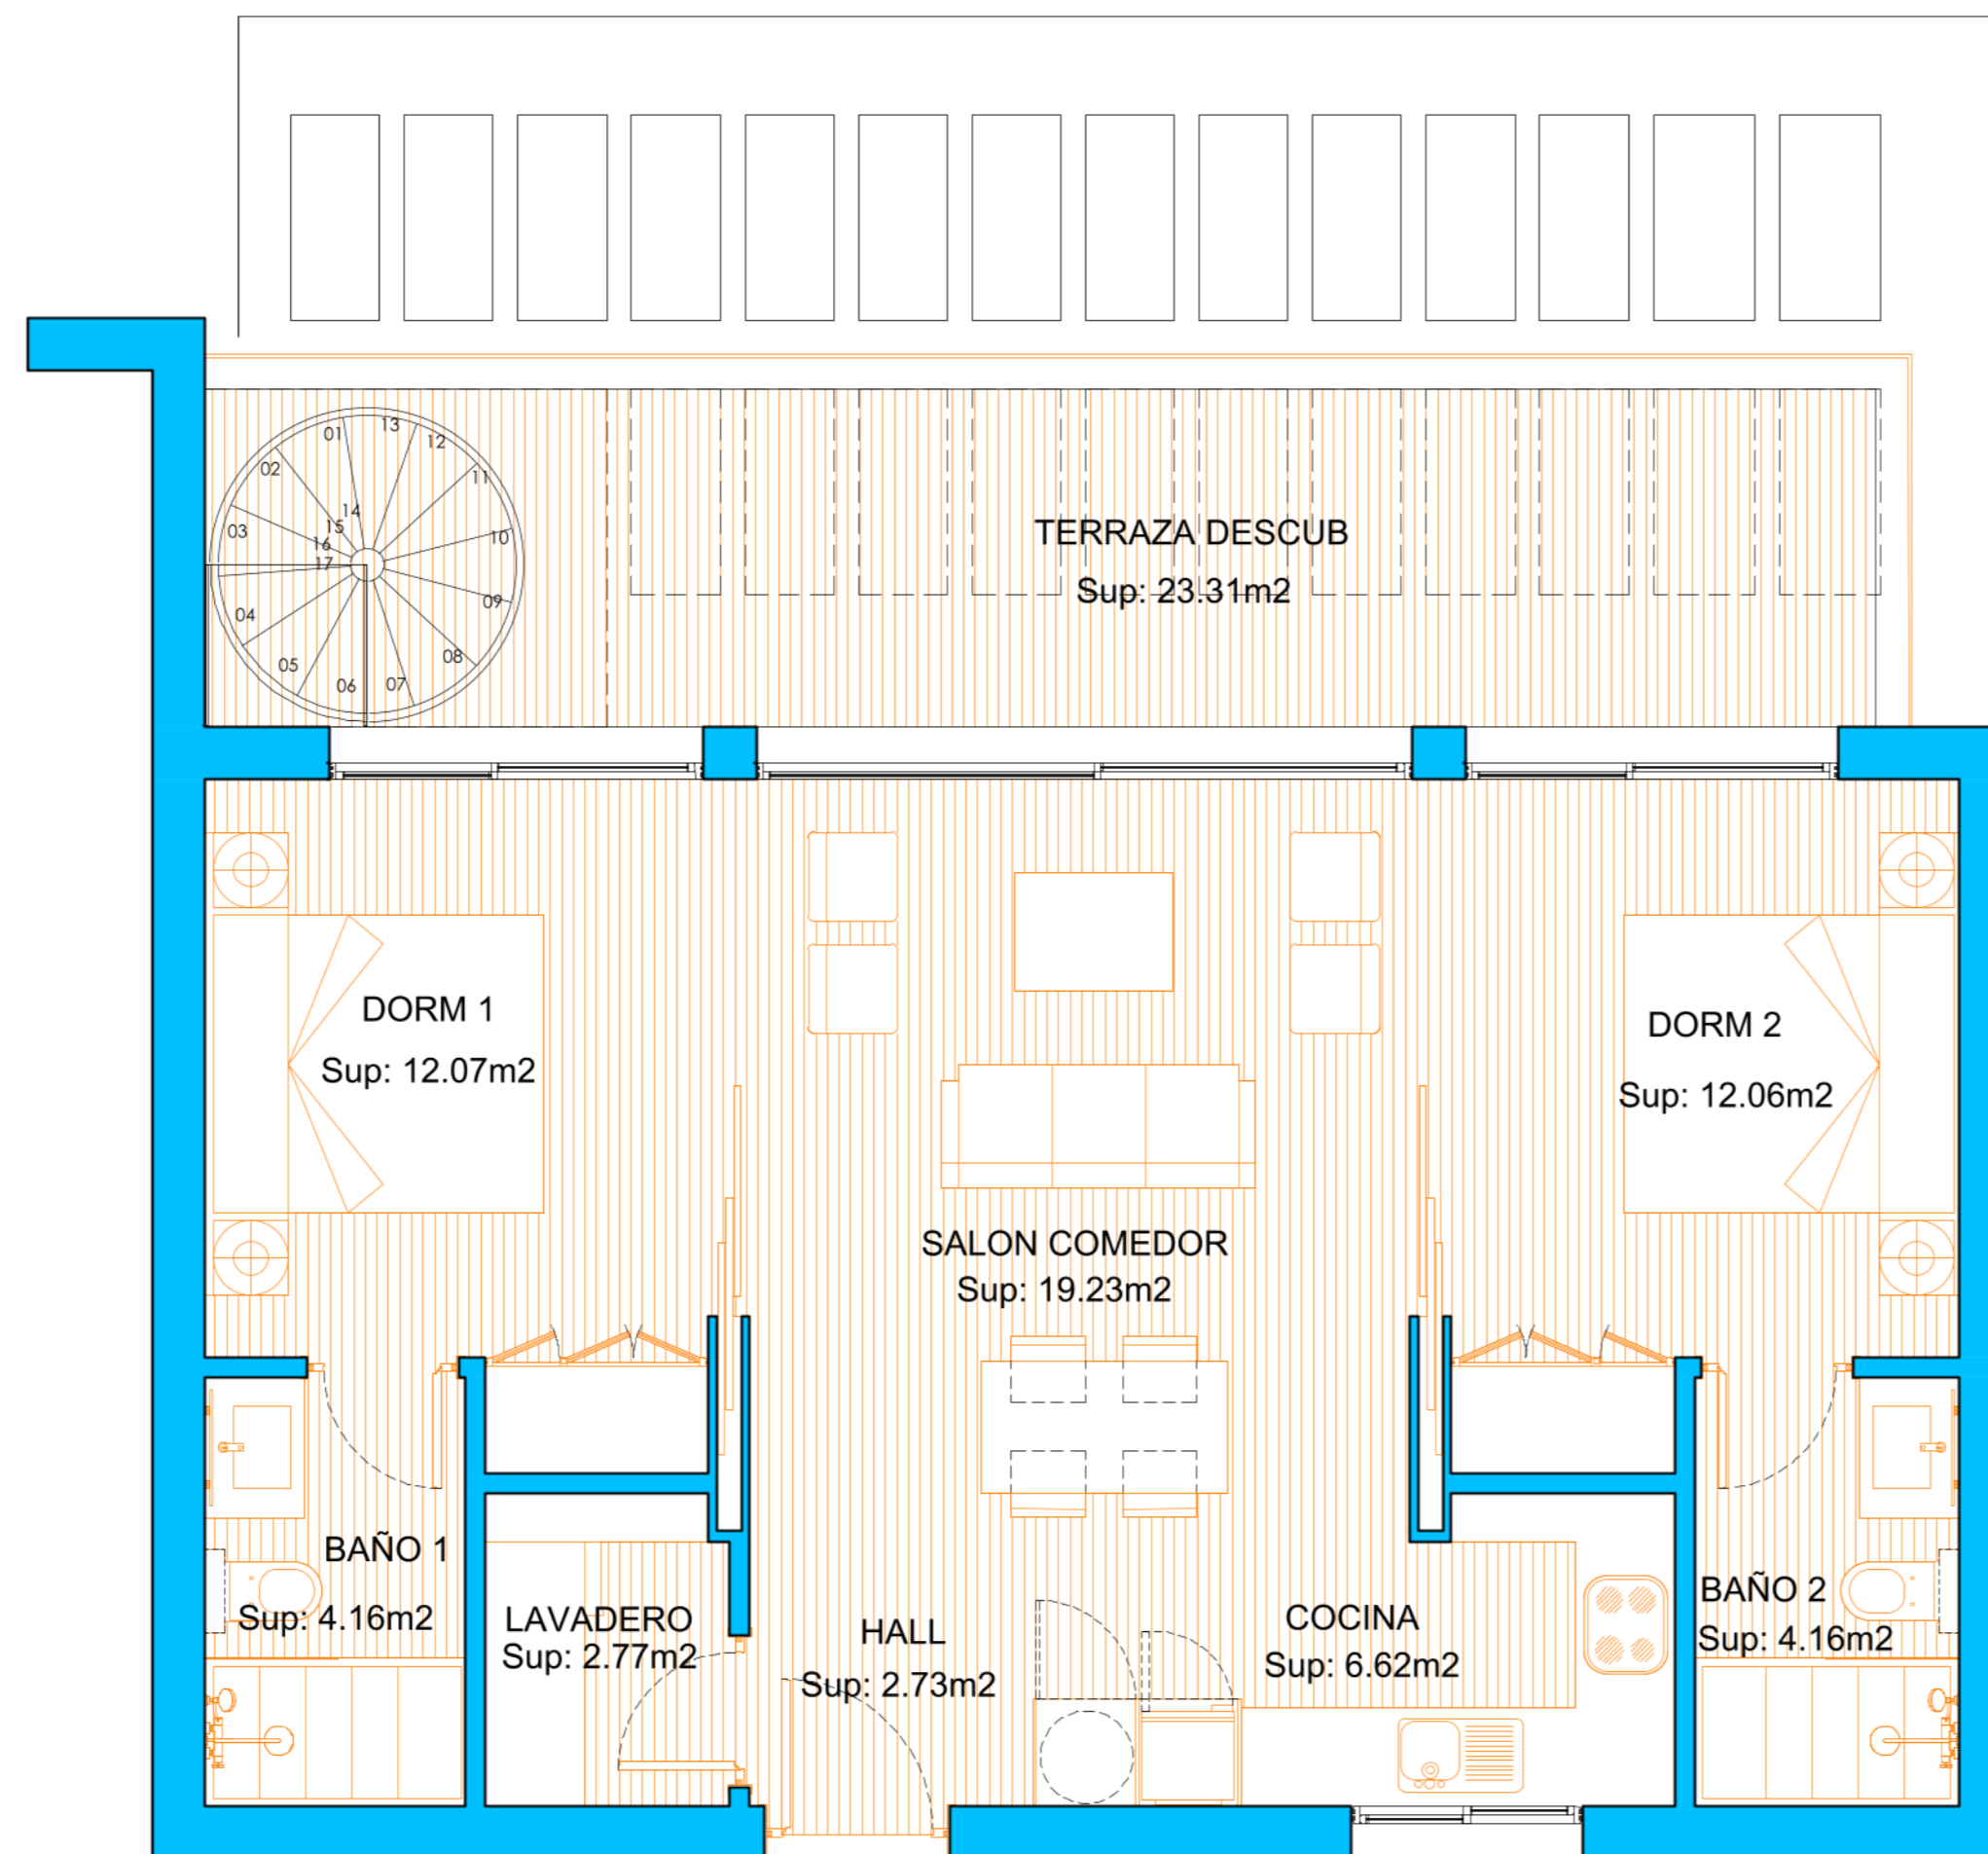 01
13
12
02
11
14
15
03
10
16
17
09
04
08
05
06
07
TERRAZA DESCUB
Sup: 23.31m2
DORM 1
Sup: 12.07m2
DORM 2
Sup: 12.06m2
SALON COMEDOR
Sup: 19.23m2
BAÑO 1
Sup: 4.16m2
LAVADERO
Sup: 2.77m2
HALL
Sup: 2.73m2
COCINA
Sup: 6.62m2
BAÑO 2
Sup: 4.16m2